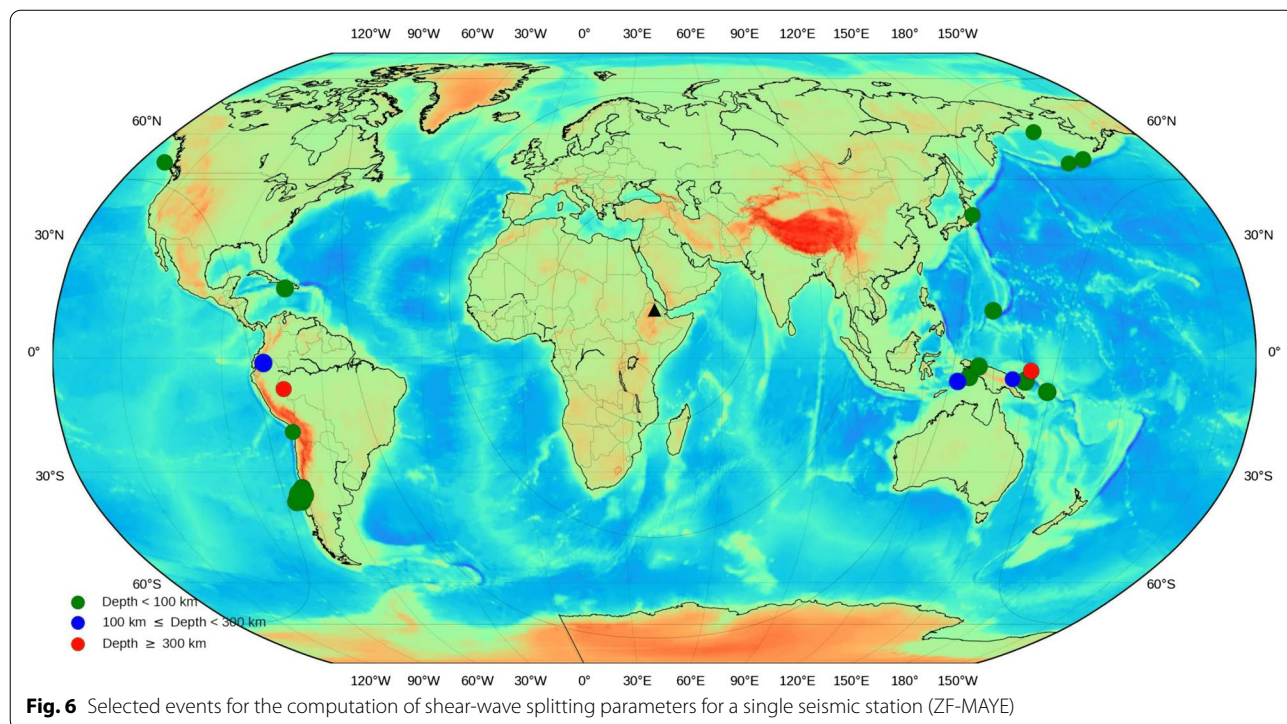 120°W 90°W 60°W 30°W 0° 30°E 60°E 90°E 120°E 150°E 180° 150°W
60°N 60°N
30°N 30°N
0° 0°
30°S 30°S
60°S 60°S
Depth < 100 km
100 km ≤ Depth < 300 km
Depth ≥ 300 km
120°W 90°W 60°W 30°W 0° 30°E 60°E 90°E 120°E 150°E 180° 150°W
Fig. 6 Selected events for the computation of shear-wave splitting parameters for a single seismic station (ZF-MAYE)